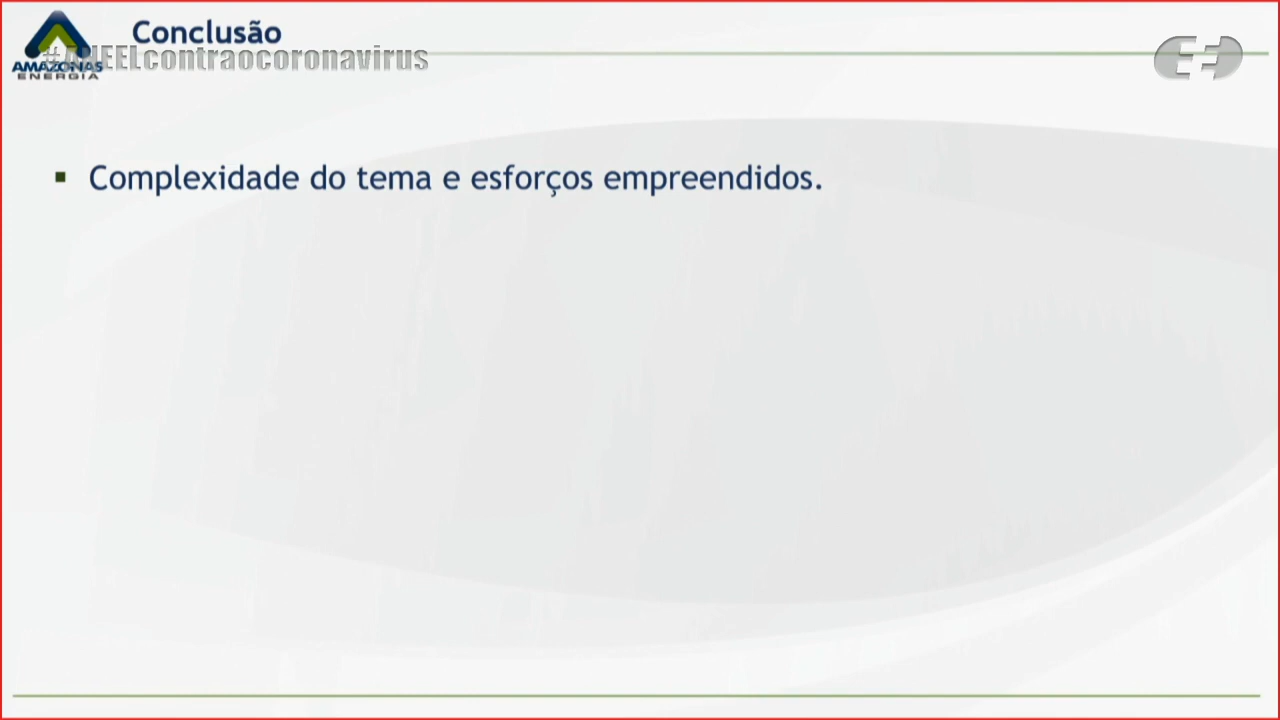 Conclusão
#ANEELcontraocoronavirus
AMAZONAS
ENERGIA
Complexidade do tema e esforços empreendidos.